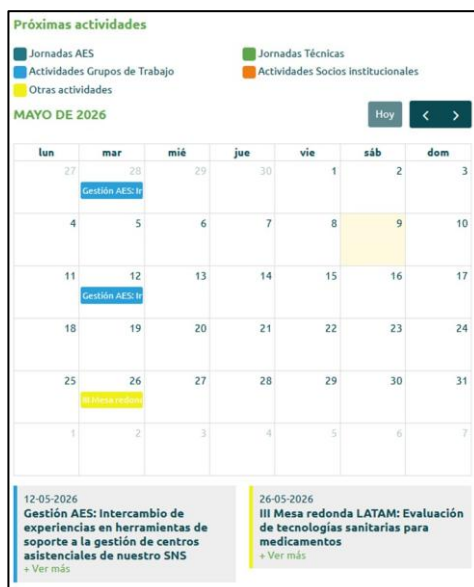 Próximas actividades
Jornadas AES
Jornadas Técnicas
Actividades Grupos de Trabajo
Actividades Socios institucionales
Otras actividades
MAYO DE 2026
Hoy
lun mar mié jue vie sáb dom
27 28 29 30 1 2 3
Gestión AES: Ir
4 5 6 7 8 9 10
11 12 13 14 15 16 17
Gestión AES: Ir
18 19 20 21 22 23 24
25 26 27 28 29 30 31
III Mesa redond
1 2 3 4 5 6 7
12-05-2026
Gestión AES: Intercambio de
experiencias en herramientas de
soporte a la gestión de centros
asistenciales de nuestro SNS
+ Ver más
26-05-2026
III Mesa redonda LATAM: Evaluación
de tecnologías sanitarias para
medicamentos
+ Ver más